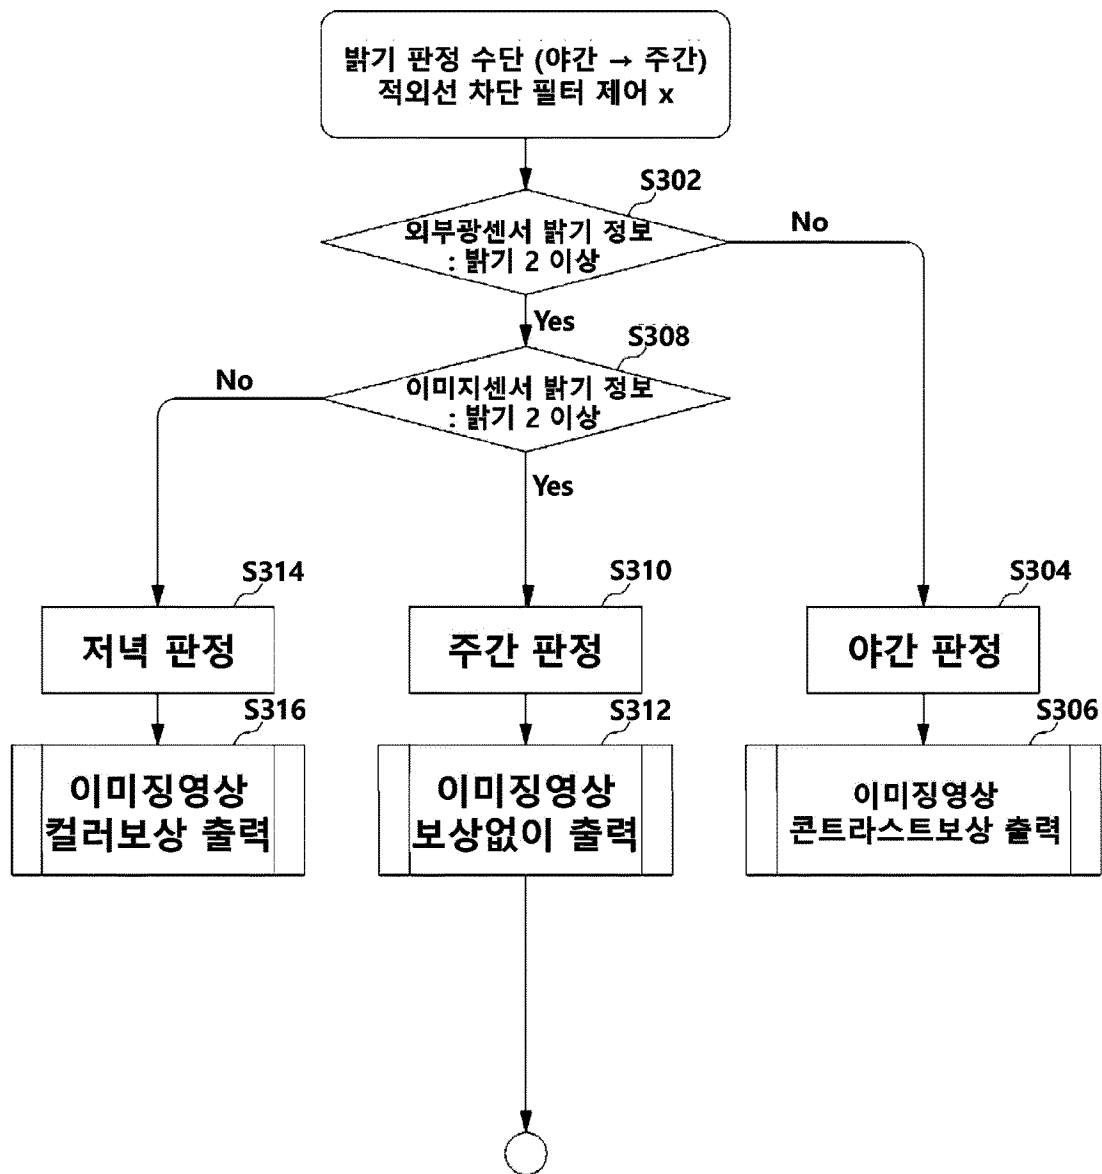 밝기 판정 수단 (야간 → 주간)
적외선 차단 필터 제어 x
S302
외부광센서 밝기 정보
: 밝기 2 이상
No
Yes
S308
이미지센서 밝기 정보
: 밝기 2 이상
No
Yes
S314
저녁 판정
S310
주간 판정
S304
야간 판정
S316
이미징영상
컬러보상 출력
S312
이미징영상
보상없이 출력
S306
이미징영상
콘트라스트보상 출력